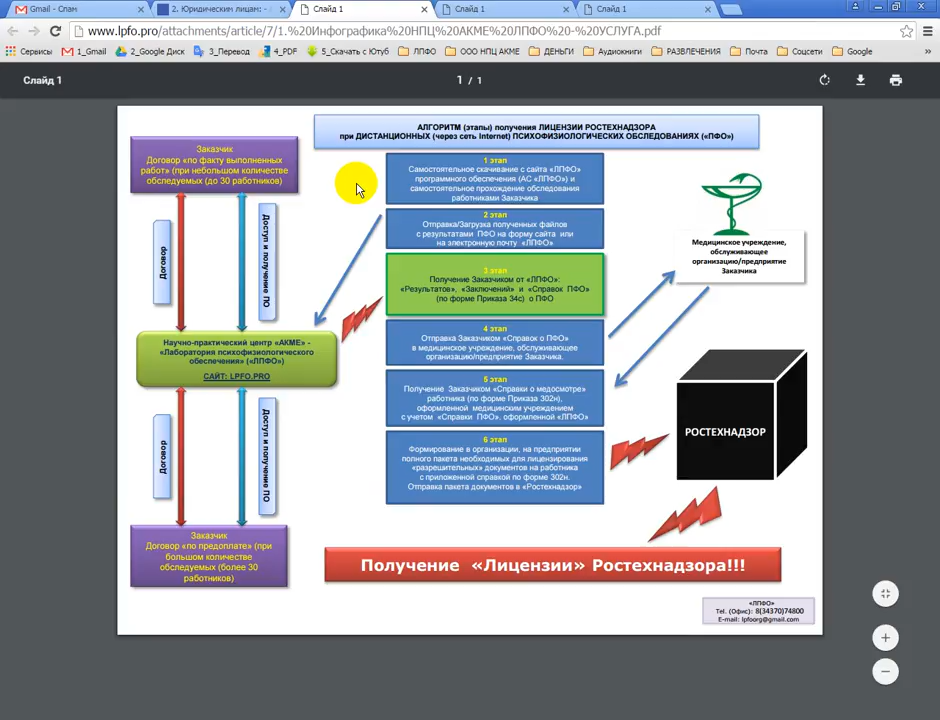 Gmail - Спам
2. Юридическим лицам: -
Слайд 1
Слайд 1
Слайд 1
www.lpfo.pro/attachments/article/7/1.%20Инфографика%20НПЦ%20АКМЕ%20ЛПФО%20-%20УСЛУГА.pdf
Сервисы
1_Gmail
2_Google Диск
3_Перевод
4_PDF
5_Скачать с Ютуб
ЛПФО
ООО НПЦ АКМЕ
ДЕНЬГИ
Аудиокниги
РАЗВЛЕЧЕНИЯ
Почта
Соцсети
Google
»
Слайд 1
1 / 1
АЛГОРИТМ (этапы) получения ЛИЦЕНЗИИ РОСТЕХНАДЗОРА
при ДИСТАНЦИОННЫХ (через сеть Internet) ПСИХОФИЗИОЛОГИЧЕСКИХ ОБСЛЕДОВАНИЯХ («ПФО»)
Заказчик
Договор «по факту выполненных
работ» (при небольшом количестве
обследуемых (до 30 работников)
Договор
Доступ и получение ПО
Научно-практический центр «АКМЕ» -
«Лаборатория психофизиологического
обеспечения» («ЛПФО»)
САЙТ: LPFO.PRO
Договор
Доступ и получение ПО
Заказчик
Договор «по предоплате» (при
большом количестве
обследуемых (более 30
работников)
1 этап
Самостоятельное скачивание с сайта «ЛПФО»
программного обеспечения (АС «ЛПФО») и
самостоятельное прохождение обследования
работниками Заказчика
2 этап
Отправка/Загрузка полученных файлов
с результатами ПФО на форму сайта или
на электронную почту «ЛПФО»
3 этап
Получение Заказчиком от «ЛПФО»:
«Результатов», «Заключений» и «Справок ПФО»
(по форме Приказа 34с) о ПФО
4 этап
Отправка Заказчиком «Справок о ПФО»
в медицинское учреждение, обслуживающее
организацию/предприятие Заказчика.
5 этап
Получение Заказчиком «Справки о медосмотре»
работника (по форме Приказа 302н),
оформленной медицинским учреждением
с учетом «Справки ПФО», оформленной «ЛПФО»
6 этап
Формирование в организации, на предприятии
полного пакета необходимых для лицензирования
«разрешительных» документов на работника
с приложенной справкой по форме 302н.
Отправка пакета документов в «Ростехнадзор»
Медицинское учреждение,
обслуживающее
организацию/предприятие
Заказчика
РОСТЕХНАДЗОР
Получение «Лицензии» Ростехнадзора!!!
«ЛПФО»
Tel. (Офис): 8(34370)74800
E-mail: lpfoorg@gmail.com